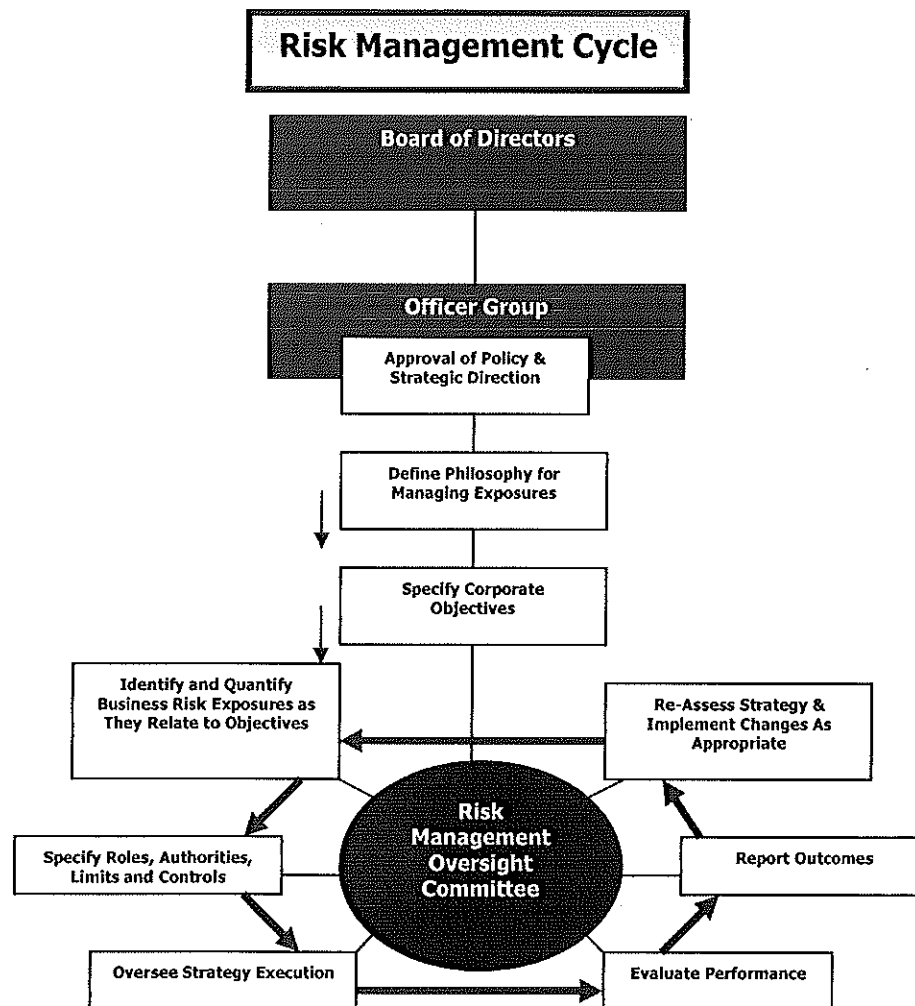 Risk Management Cycle
Board of Directors
Officer Group
Approval of Policy &
Strategic Direction
Define Philosophy for
Managing Exposures
Specify Corporate
Objectives
Identify and Quantify
Business Risk Exposures as
They Relate to Objectives
Re-Assess Strategy &
Implement Changes As
Appropriate
Risk
Management
Oversight
Committee
Specify Roles, Authorities,
Limits and Controls
Report Outcomes
Oversee Strategy Execution
Evaluate Performance